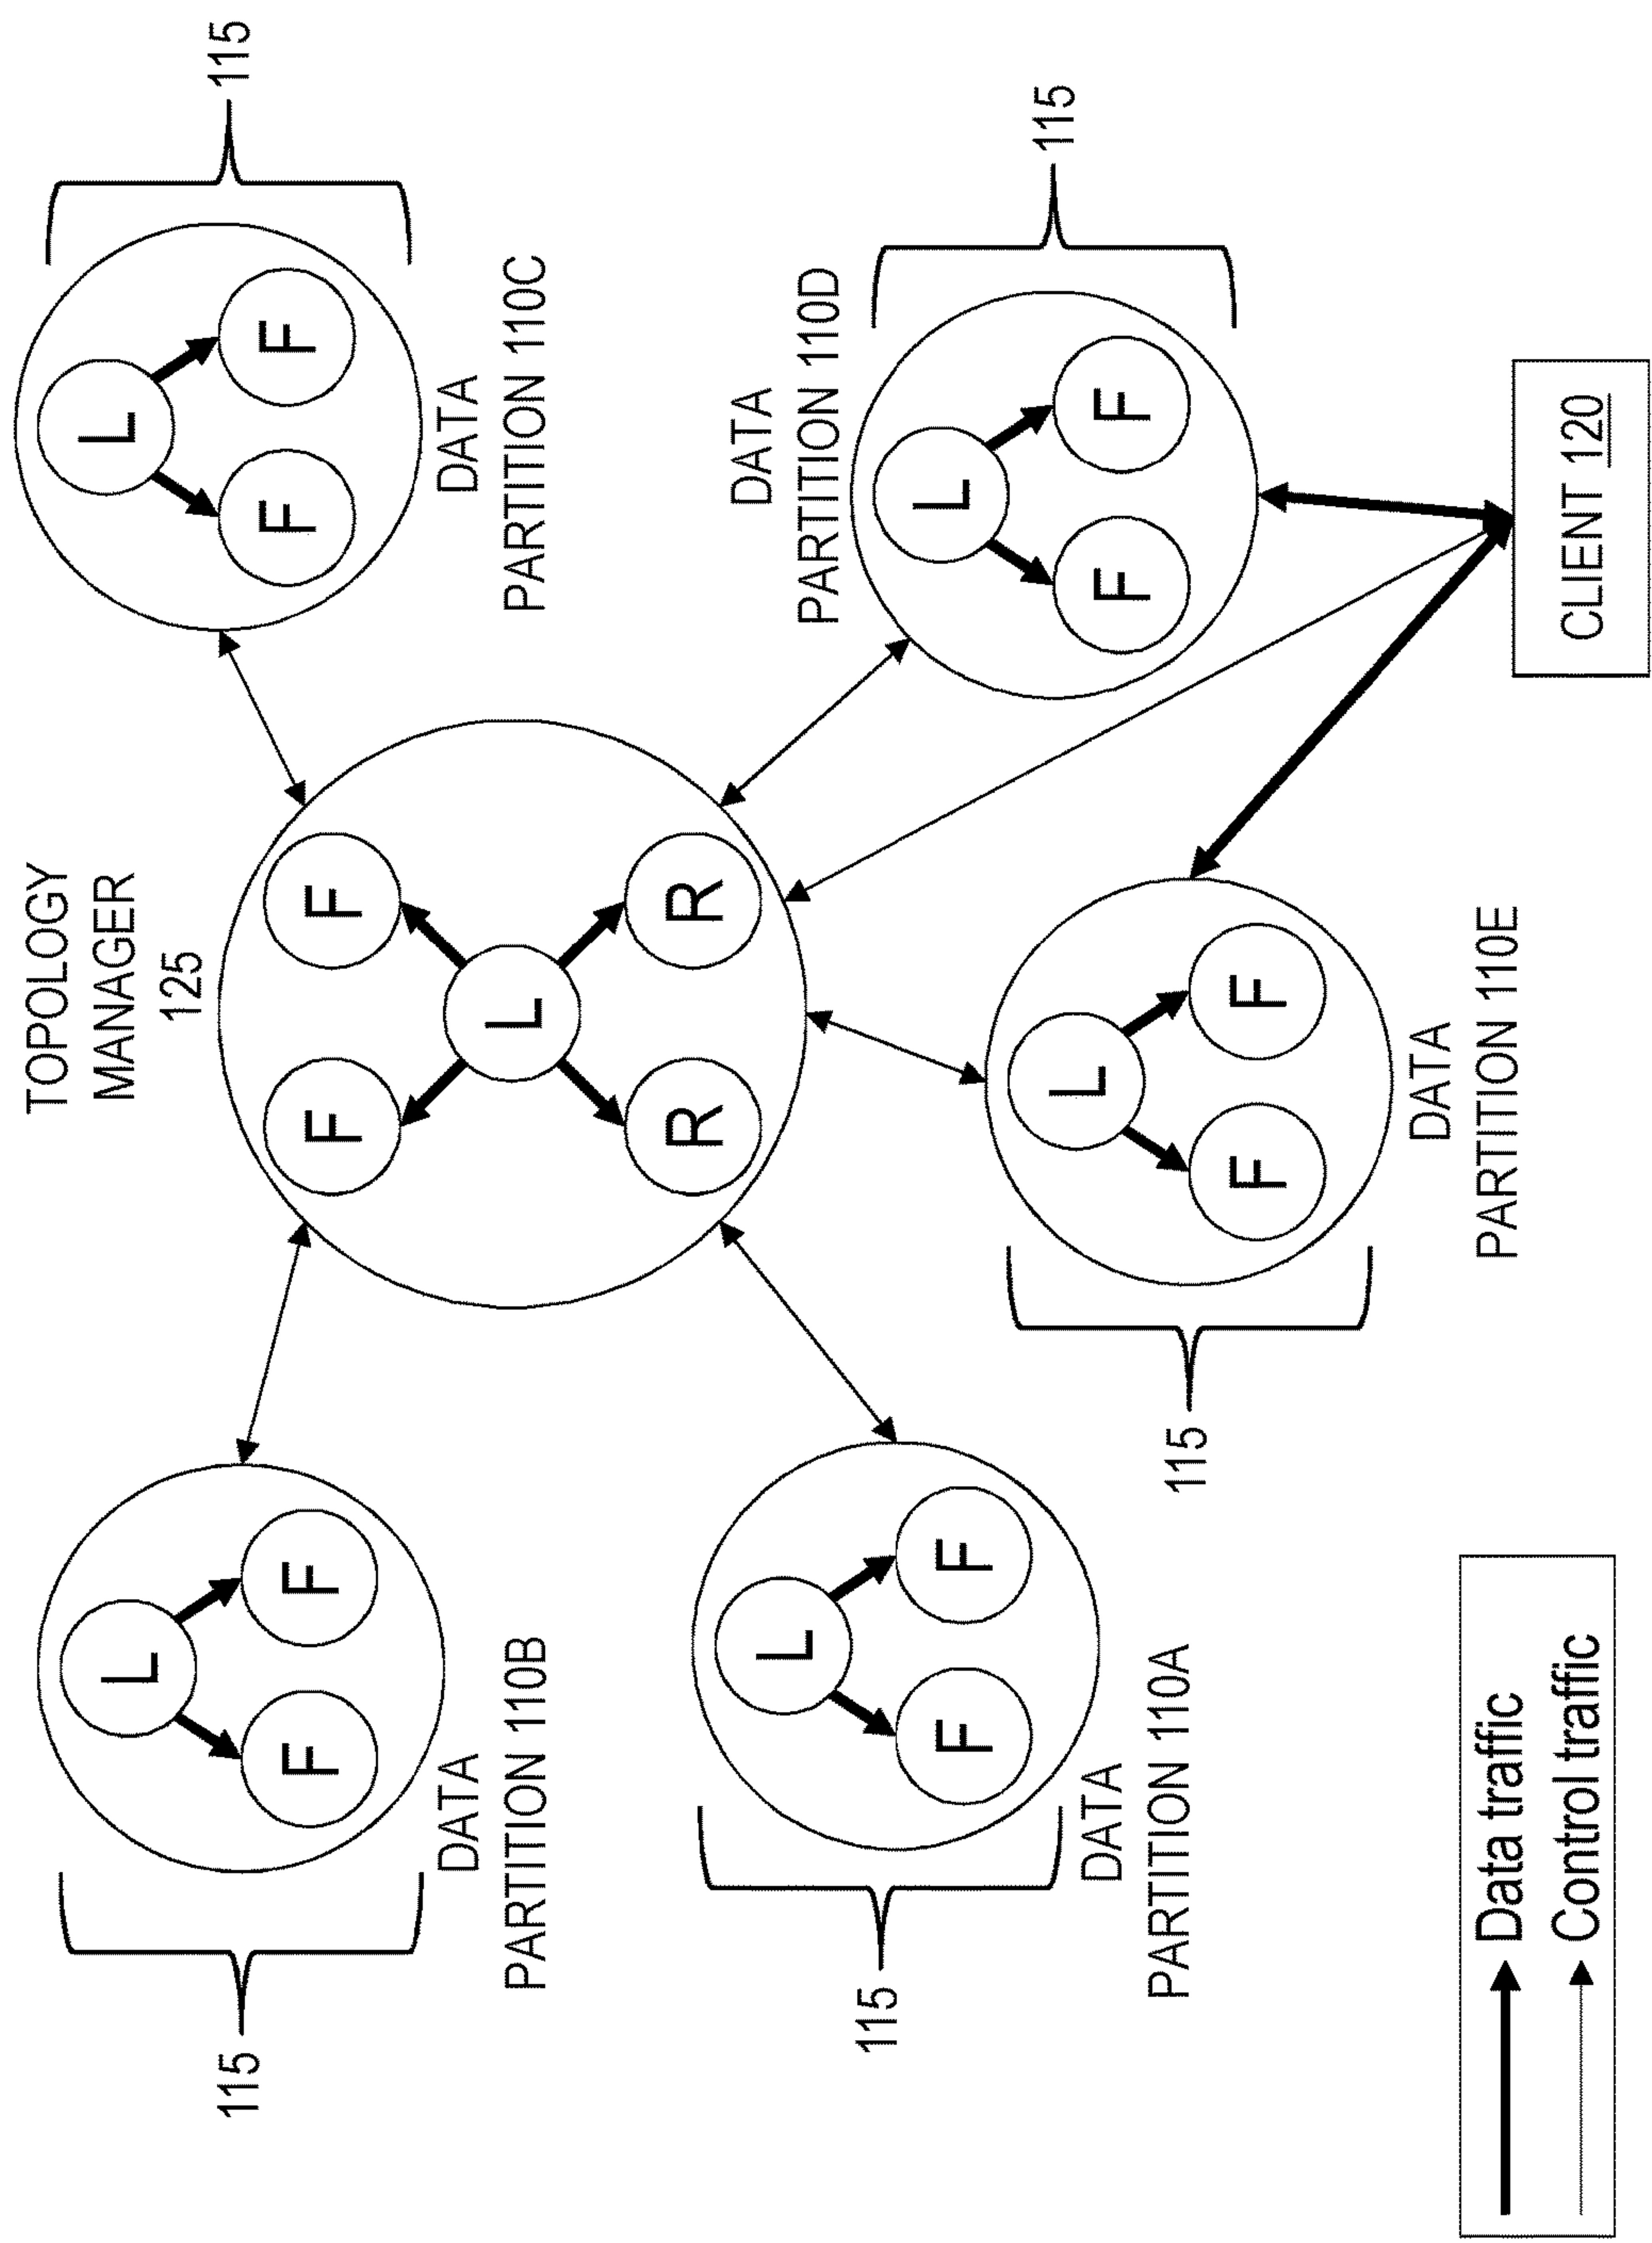 115
L
F
F
DATA
PARTITION 110B
TOPOLOGY
MANAGER
125
F
F
L
R
R
L
F
F
DATA
PARTITION 110C
115
115
L
F
F
DATA
PARTITION 110A
115
L
F
F
DATA
PARTITION 110E
DATA
PARTITION 110D
L
F
F
115
CLIENT 120
Data traffic
Control traffic